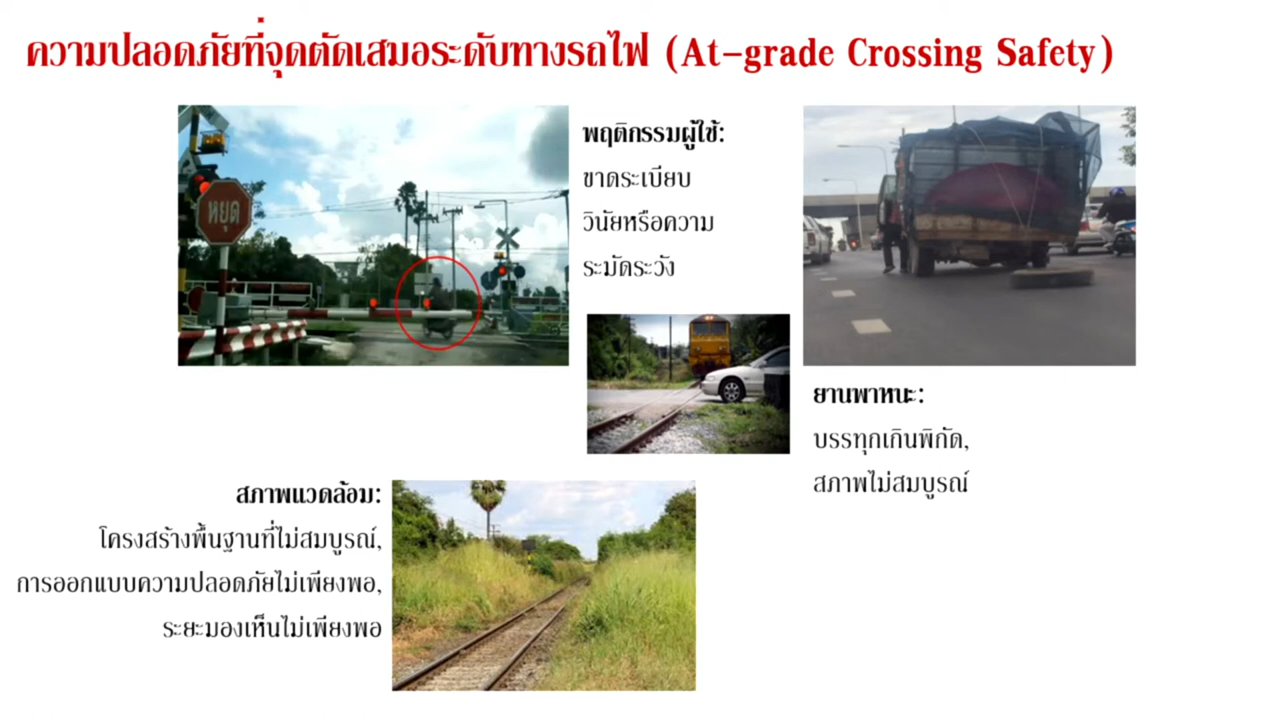 ความปลอดภัยที่จุดตัดเสมอระดับทางรถไฟ (At-grade Crossing Safety)
หยุด
พฤติกรรมผู้ใช้:
ขาดระเบียบ
วินัยหรือความ
ระมัดระวัง
ยานพาหนะ:
บรรทุกเกินพิกัด,
สภาพไม่สมบูรณ์
สภาพแวดล้อม:
โครงสร้างพื้นฐานที่ไม่สมบูรณ์,
การออกแบบความปลอดภัยไม่เพียงพอ,
ระยะมองเห็นไม่เพียงพอ